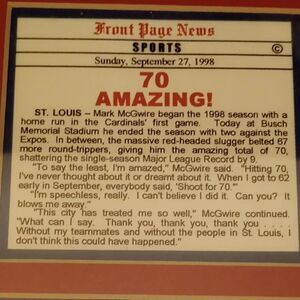 Front Page News
SPORTS ©
Sunday, September 27, 1998
70
AMAZING!
ST. LOUIS – Mark McGwire began the 1998 season with a
home run in the Cardinals' first game. Today at Busch
Memorial Stadium he ended the season with two against the
Expos. In between, the massive red-headed slugger belted 67
more round-trippers, giving him the amazing total of 70,
shattering the single-season Major League Record by 9.
"To say the least, I'm amazed," McGwire said. "Hitting 70,
I've never thought about it or dreamt about it. When I got to 62
early in September, everybody said, 'Shoot for 70.'"
"I'm speechless, really. I can't believe I did it. Can you? It
blows me away."
"This city has treated me so well," McGwire continued.
"What can I say. Thank you, thank you, thank you . . . .
Without my teammates and without the people in St. Louis, I
don't think this could have happened."